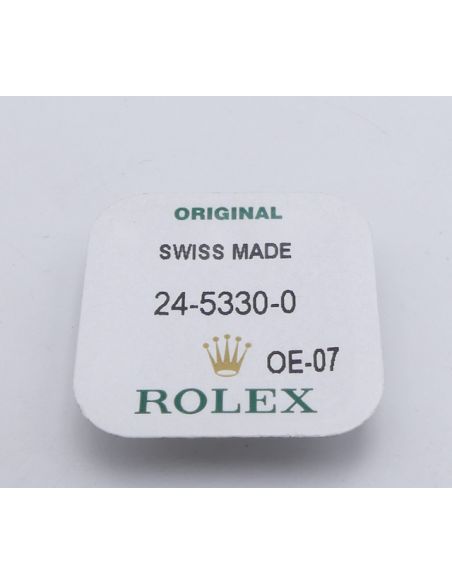 ORIGINAL
SWISS MADE
24-5330-0
OE-07
ROLEX